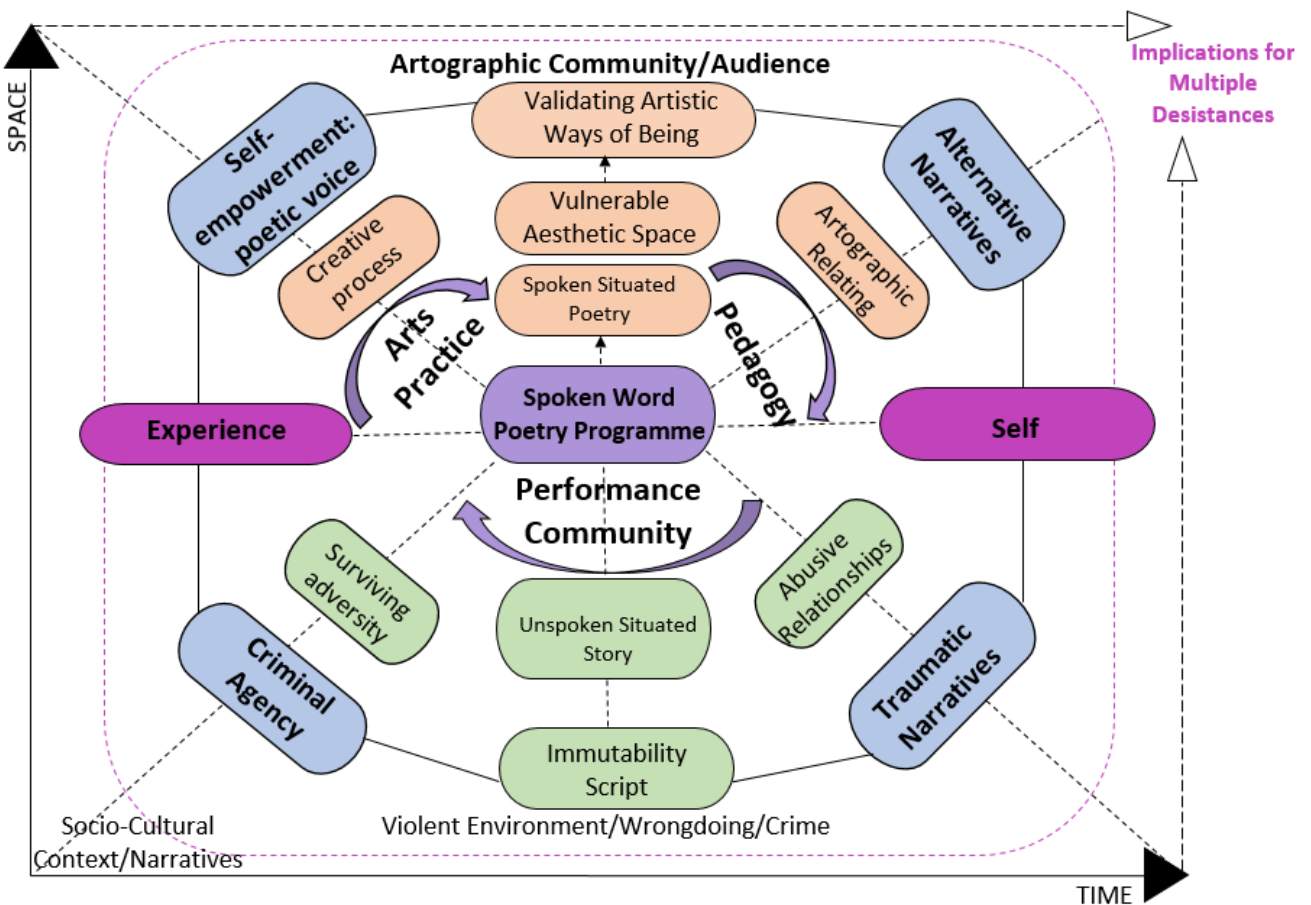 Implications for
Multiple
Desistances
SPACE
Artographic Community/Audience
Validating Artistic
Ways of Being
Self-
empowerment:
poetic voice
Alternative
Narratives
Vulnerable
Aesthetic Space
Creative
process
Artographic
Relating
Spoken Situated
Poetry
Arts
Practice
Pedagogy
Spoken Word
Poetry Programme
Experience
Self
Performance
Community
Surviving
adversity
Abusive
Relationships
Unspoken Situated
Story
Criminal
Agency
Traumatic
Narratives
Immutability
Script
Socio-Cultural
Context/Narratives
Violent Environment/Wrongdoing/Crime
TIME